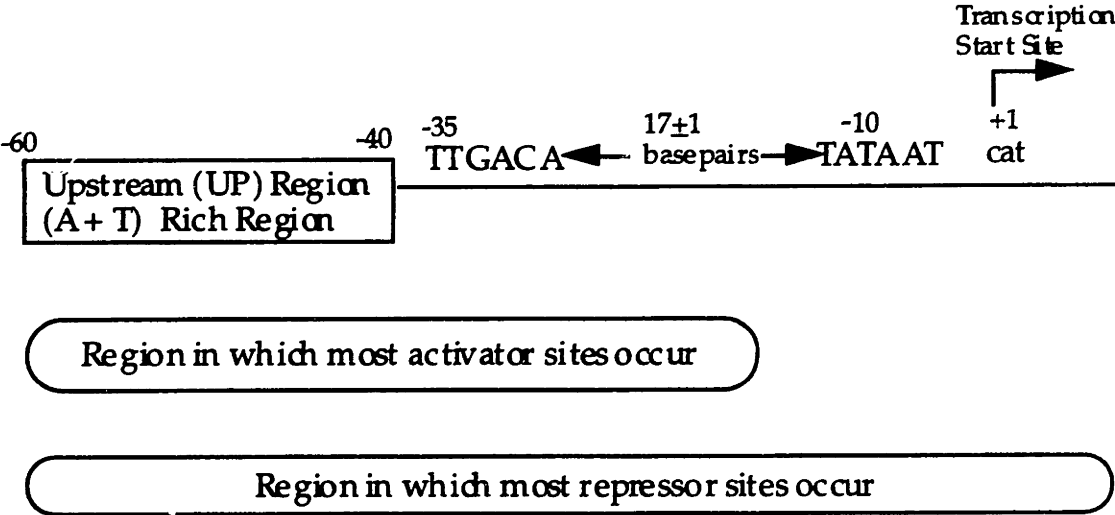 Transcription
Start Site
-60
-40
-35
17±1
-10
+1
TTGACA
basepairs
TATAAT
cat
Upstream (UP) Region
(A + T) Rich Region
Region in which most activator sites occur
Region in which most repressor sites occur